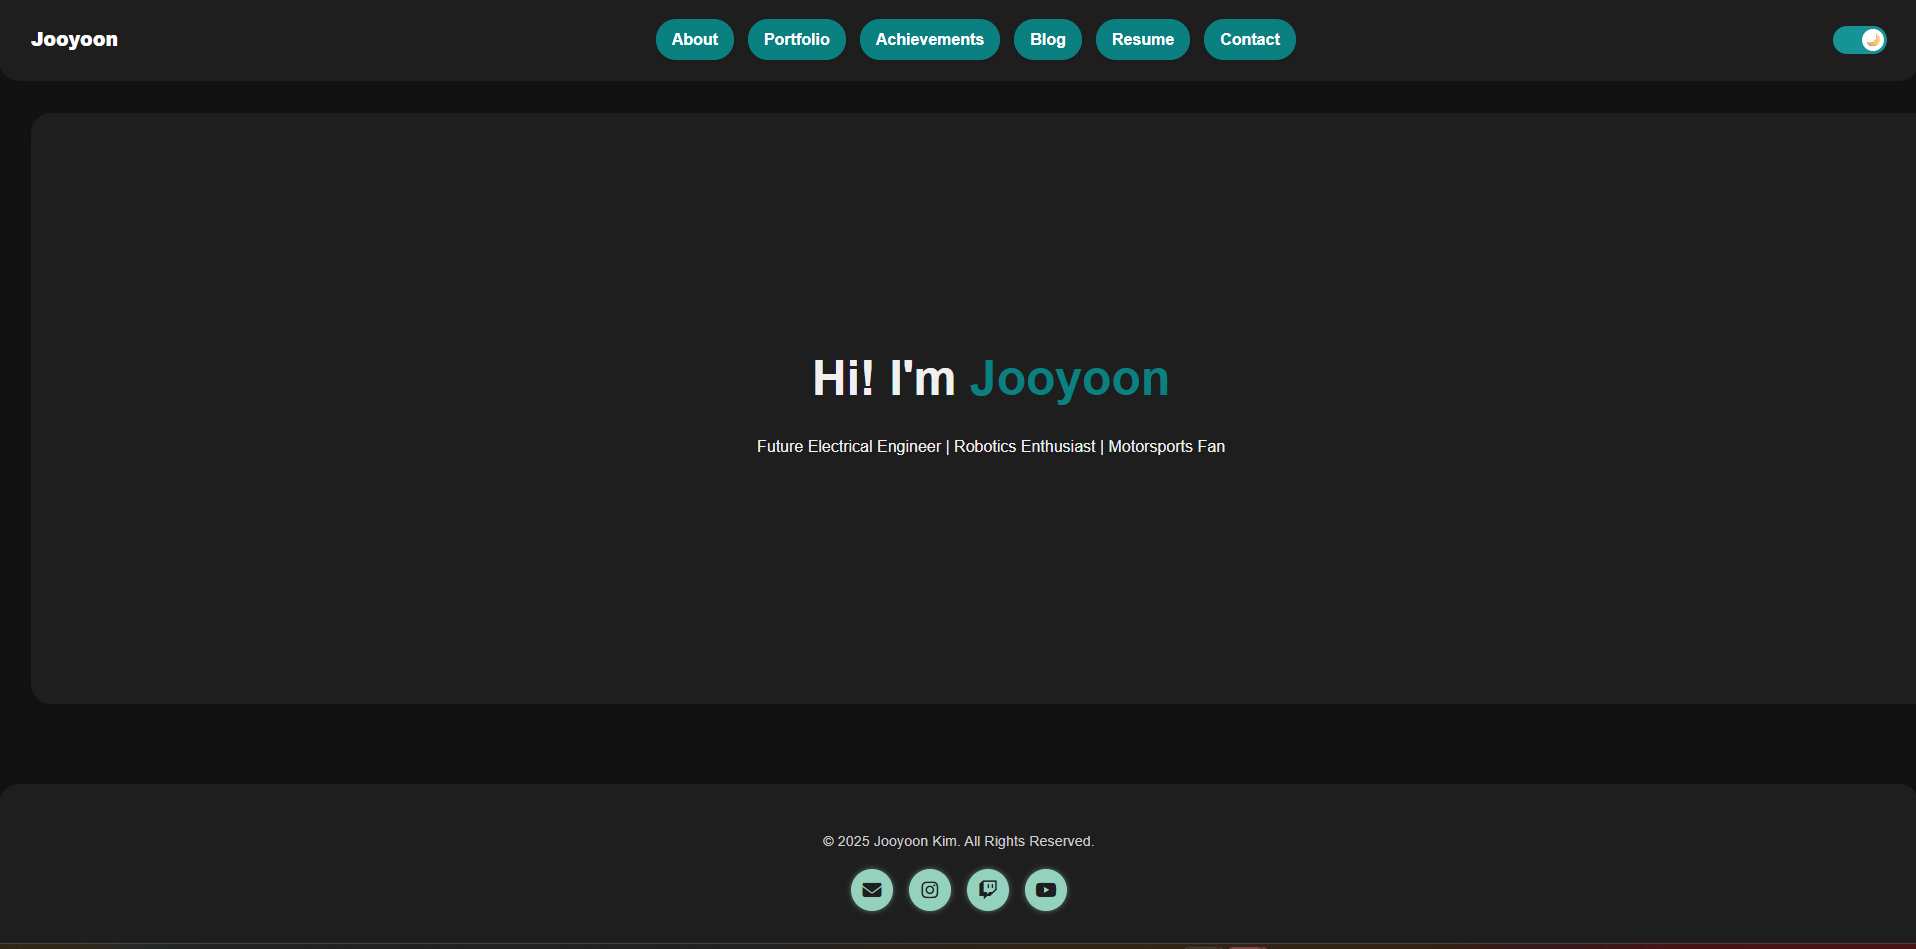 Jooyoon
About
Portfolio
Achievements
Blog
Resume
Contact
Hi! I'm Jooyoon
Future Electrical Engineer | Robotics Enthusiast | Motorsports Fan
© 2025 Jooyoon Kim. All Rights Reserved.